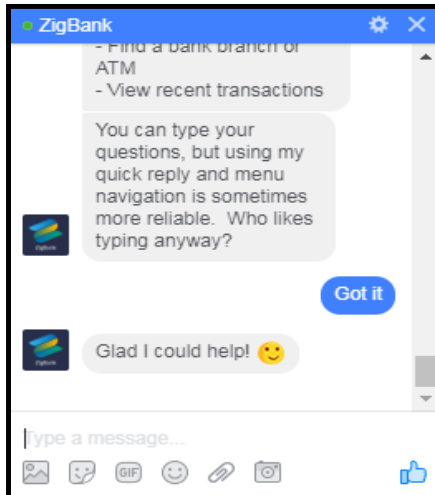 ZigBank
- Find a bank branch or
ATM
- View recent transactions
You can type your
questions, but using my
quick reply and menu
navigation is sometimes
more reliable.  Who likes
typing anyway?
Got it
Glad I could help!
Type a message...
GIF